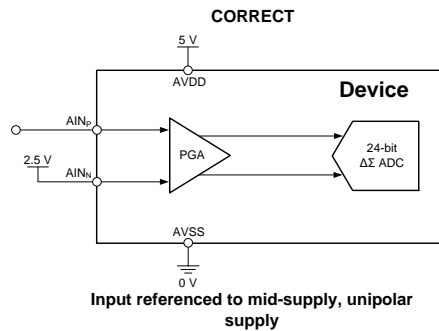 CORRECT
5 V
AVDD
Device
AINP
PGA
24-bit
ΔΣ ADC
2.5 V
AINN
AVSS
0 V
Input referenced to mid-supply, unipolar
supply